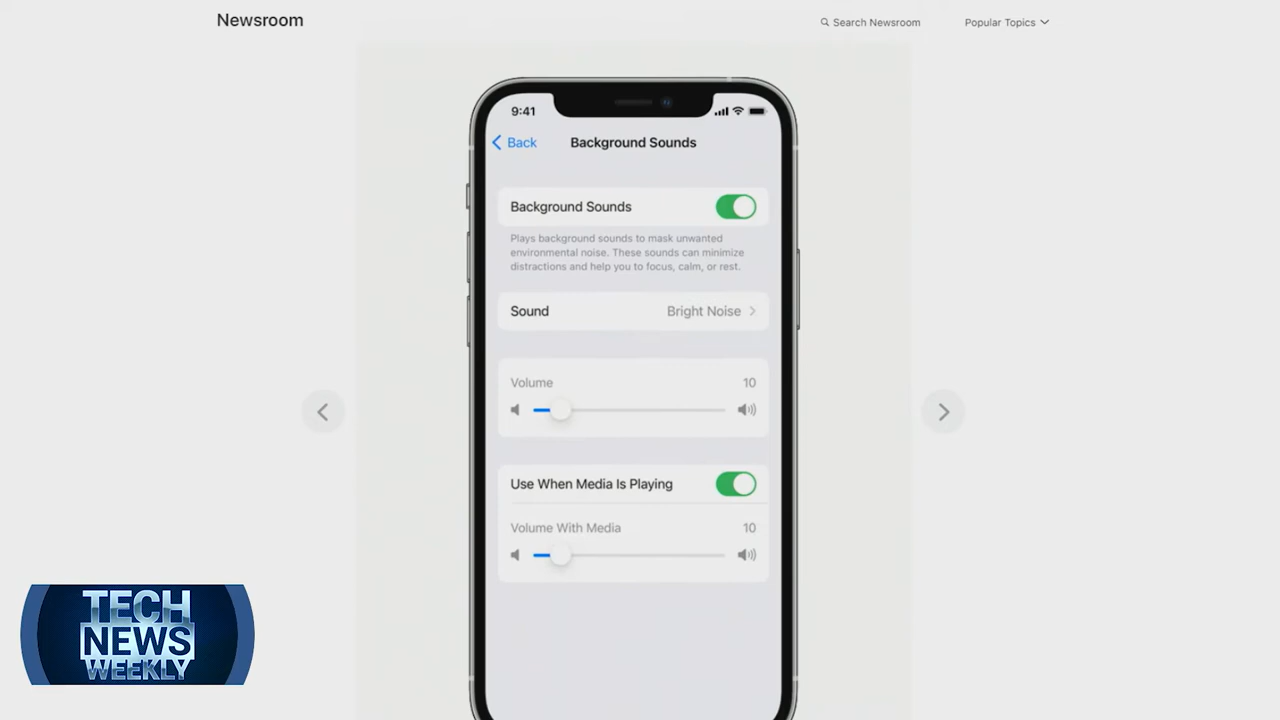 Newsroom
Search Newsroom
Popular Topics
9:41
Back
Background Sounds
Background Sounds
Plays background sounds to mask unwanted
environmental noise. These sounds can minimize
distractions and help you to focus, calm, or rest.
Sound
Bright Noise
Volume
10
Use When Media Is Playing
Volume With Media
10
TECH
NEWS
WEEKLY